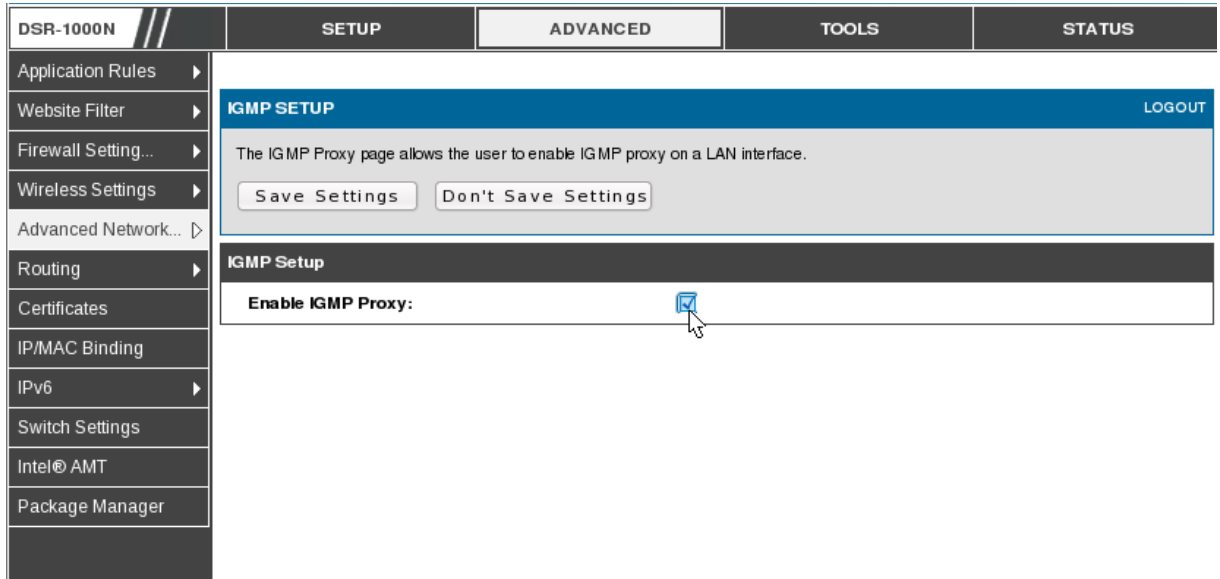 DSR-1000N
SETUP
ADVANCED
TOOLS
STATUS
Application Rules
Website Filter
Firewall Setting...
Wireless Settings
Advanced Network...
Routing
Certificates
IP/MAC Binding
IPv6
Switch Settings
Intel® AMT
Package Manager
IGMP SETUP
LOGOUT
The IGMP Proxy page allows the user to enable IGMP proxy on a LAN interface.
Save Settings
Don't Save Settings
IGMP Setup
Enable IGMP Proxy: